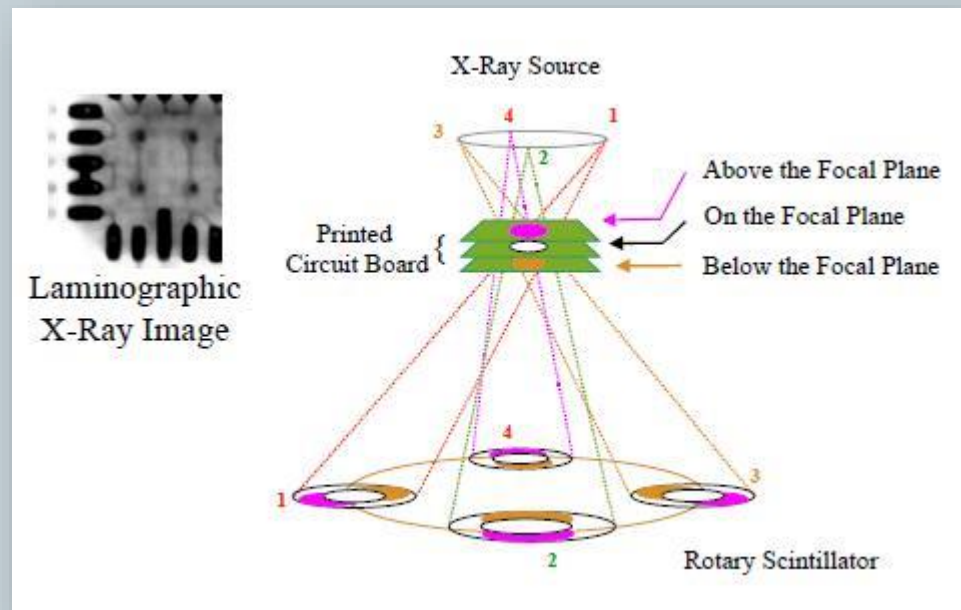 X-Ray Source
3
4
1
2
Above the Focal Plane
On the Focal Plane
Below the Focal Plane
Printed
Circuit Board
{
Laminographic
X-Ray Image
4
1
3
2
Rotary Scintillator